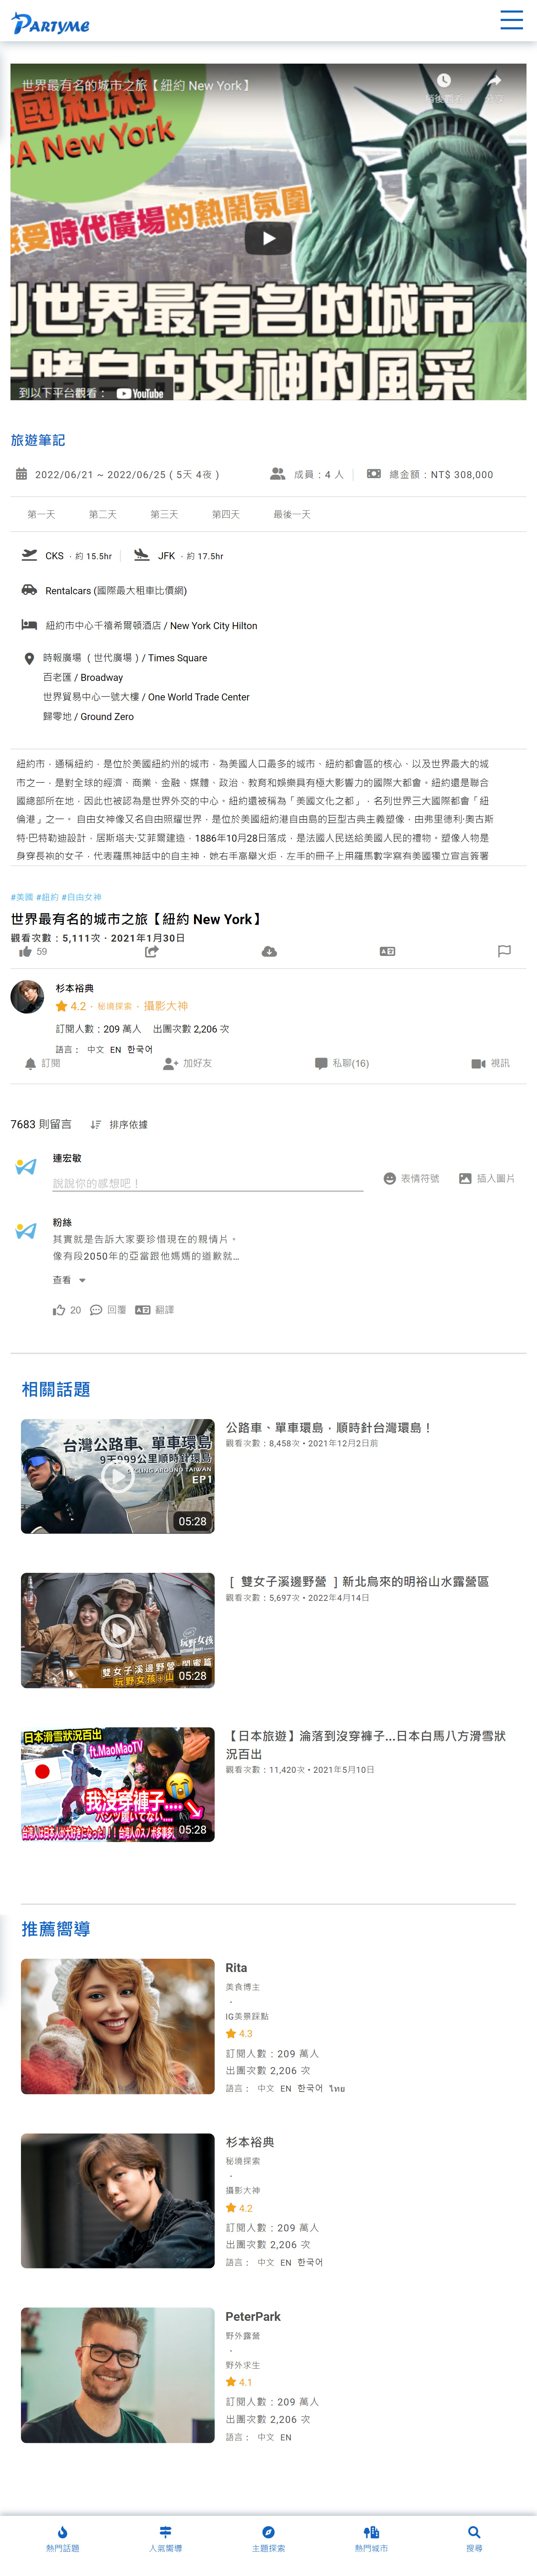 PARTYME
世界最有名的城市之旅【紐約 New York】
國紐約
A New York
感受時代廣場的熱鬧氛圍
到世界最有名的城市
一睹自由女神的風采
到以下平台觀看： YouTube
旅遊筆記
2022/06/21 ~ 2022/06/25 ( 5天 4夜 ) 成員：4 人 總金額：NT$ 308,000
第一天 第二天 第三天 第四天 最後一天
CKS ，約 15.5hr JFK ，約 17.5hr
Rentalcars (國際最大租車比價網)
紐約市中心千禧希爾頓酒店 / New York City Hilton
時報廣場 （ 世代廣場 ）/ Times Square
百老匯 / Broadway
世界貿易中心一號大樓 / One World Trade Center
歸零地 / Ground Zero
紐約市，通稱紐約，是位於美國紐約州的城市，為美國人口最多的城市、紐約都會區的核心、以及世界最大的城
市之一，是對全球的經濟、商業、金融、媒體、政治、教育和娛樂具有極大影響力的國際大都會。紐約還是聯合
國總部所在地，因此也被認為是世界外交的中心。紐約還被稱為「美國文化之都」，名列世界三大國際都會「紐
倫港」之一。 自由女神像又名自由照耀世界，是位於美國紐約港自由島的巨型古典主義塑像，由弗里德利·奧古斯
特·巴特勒迪設計，居斯塔夫·艾菲爾建造，1886年10月28日落成，是法國人民送給美國人民的禮物。塑像人物是
身穿長袍的女子，代表羅馬神話中的自主神，她右手高舉火炬，左手的冊子上用羅馬數字寫有美國獨立宣言簽署
#美國 #紐約 #自由女神
世界最有名的城市之旅【紐約 New York】
觀看次數：5,111次．2021年1月30日
59
杉本裕典
4.2 ．秘境探索 ．攝影大神
訂閱人數：209 萬人 出團次數 2,206 次
語言： 中文 EN 한국어
訂閱 加好友 私聊(16) 視訊
7683 則留言 排序依據
連宏敏
說說你的感想吧！ 表情符號 插入圖片
粉絲
其實就是告訴大家要珍惜現在的親情片。
像有段2050年的亞當跟他媽媽的道歉就...
查看
20 回覆 翻譯
相關話題
台灣公路車、單車環島
9天999公里順時針環島
CYCLING AROUND TAIWAN
EP1
05:28
公路車、單車環島，順時針台灣環島！
觀看次數：8,458次 • 2021年12月2日前
雙女子溪邊野營
玩野女孩
05:28
［ 雙女子溪邊野營 ］新北烏來的明裕山水露營區
觀看次數：5,697次 • 2022年4月14日
日本滑雪狀況百出
ft.MaoMaoTV
我沒穿褲子....
05:28
【日本旅遊】淪落到沒穿褲子...日本白馬八方滑雪狀
況百出
觀看次數：11,420次 • 2021年5月10日
推薦嚮導
Rita
美食博主
．
IG美景踩點
4.3
訂閱人數：209 萬人
出團次數 2,206 次
語言： 中文 EN 한국어 ไทย
杉本裕典
秘境探索
．
攝影大神
4.2
訂閱人數：209 萬人
出團次數 2,206 次
語言： 中文 EN 한국어
PeterPark
野外露營
．
野外求生
4.1
訂閱人數：209 萬人
出團次數 2,206 次
語言： 中文 EN
熱門話題 人氣嚮導 主題探索 熱門城市 搜尋